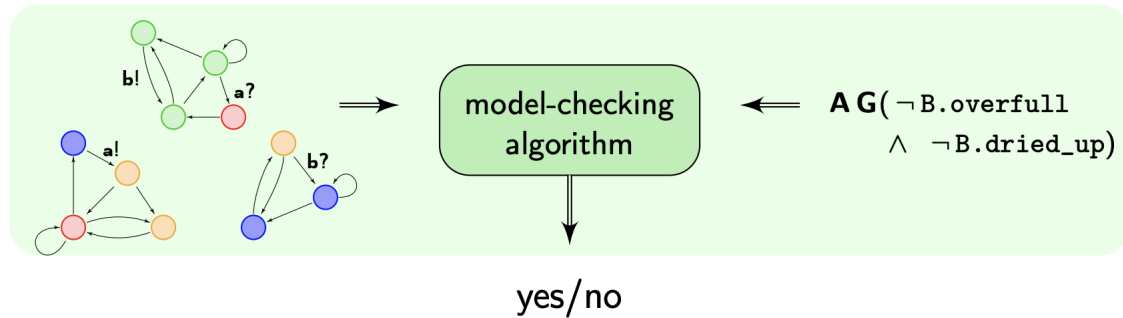 b!
a?
a!
b?
model-checking
algorithm
A G( ¬ B.overfull
∧ ¬ B.dried_up)
yes/no